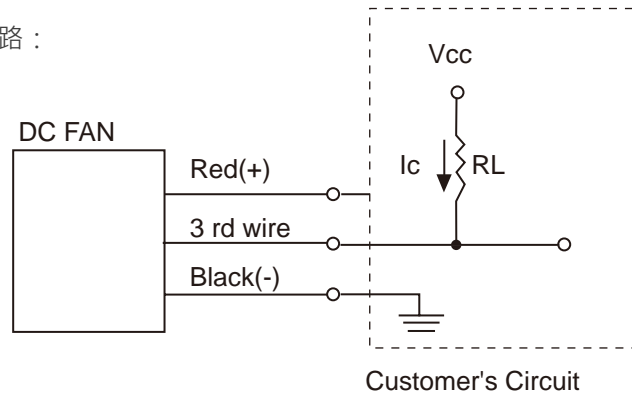 路：
Vcc
DC FAN
Red(+)
Ic
RL
3 rd wire
Black(-)
Customer's Circuit